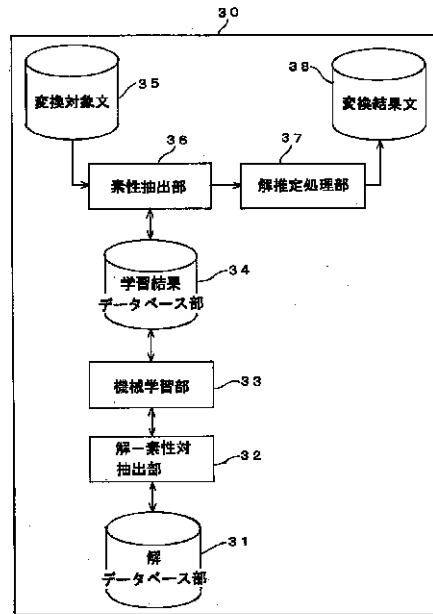 30
変換対象文
35
38
変換結果文
36
37
素性抽出部
解推定処理部
34
学習結果
データベース部
機械学習部
33
解－素性対
抽出部
32
解
データベース部
31